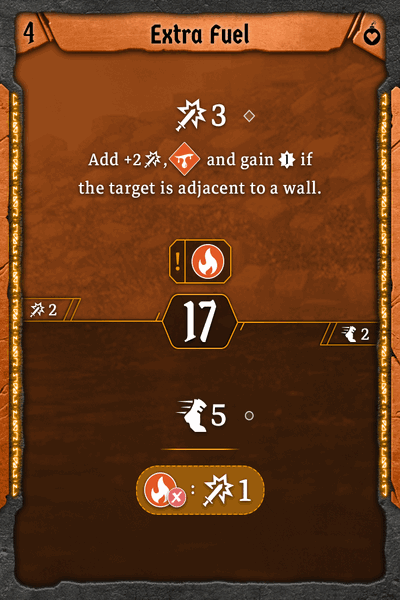 4 Extra Fuel
3
Add +2 , and gain if
the target is adjacent to a wall.
!
2
17
2
5
: 1